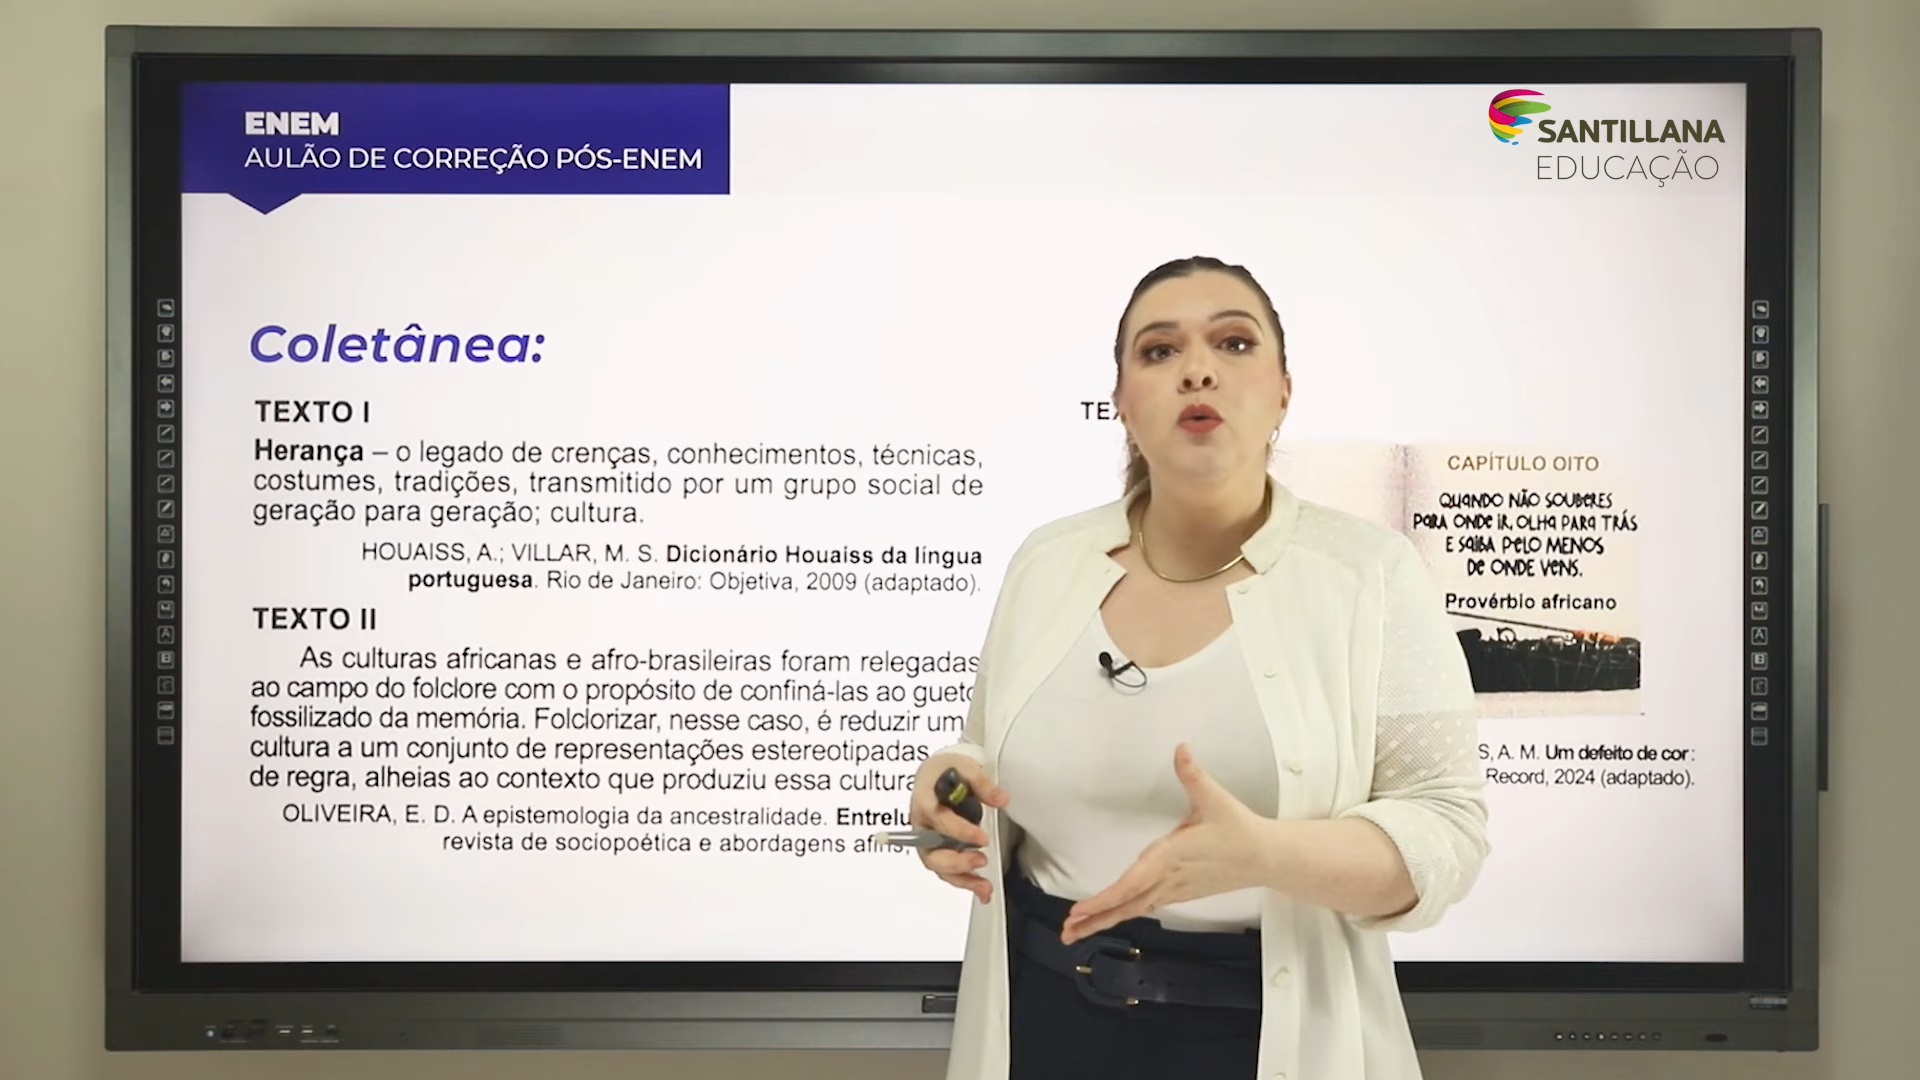 ENEM
AULÃO DE CORREÇÃO PÓS-ENEM
SANTILLANA
EDUCAÇÃO
Coletânea:
TEXTO I
Herança – o legado de crenças, conhecimentos, técnicas,
costumes, tradições, transmitido por um grupo social de
geração para geração; cultura.
HOUAISS, A.; VILLAR, M. S. Dicionário Houaiss da língua
portuguesa. Rio de Janeiro: Objetiva, 2009 (adaptado).
TEXTO II
As culturas africanas e afro-brasileiras foram relegadas
ao campo do folclore com o propósito de confiná-las ao gueto
fossilizado da memória. Folclorizar, nesse caso, é reduzir um
cultura a um conjunto de representações estereotipadas
de regra, alheias ao contexto que produziu essa cultura
OLIVEIRA, E. D. A epistemologia da ancestralidade. Entrelu
revista de sociopoética e abordagens afins,
TE
CAPÍTULO OITO
QUANDO NÃO SOUBERES
PARA ONDE IR, OLHA PARA TRÁS
E SAIBA PELO MENOS
DE ONDE VENS.
Provérbio africano
S, A. M. Um defeito de cor:
Record, 2024 (adaptado).